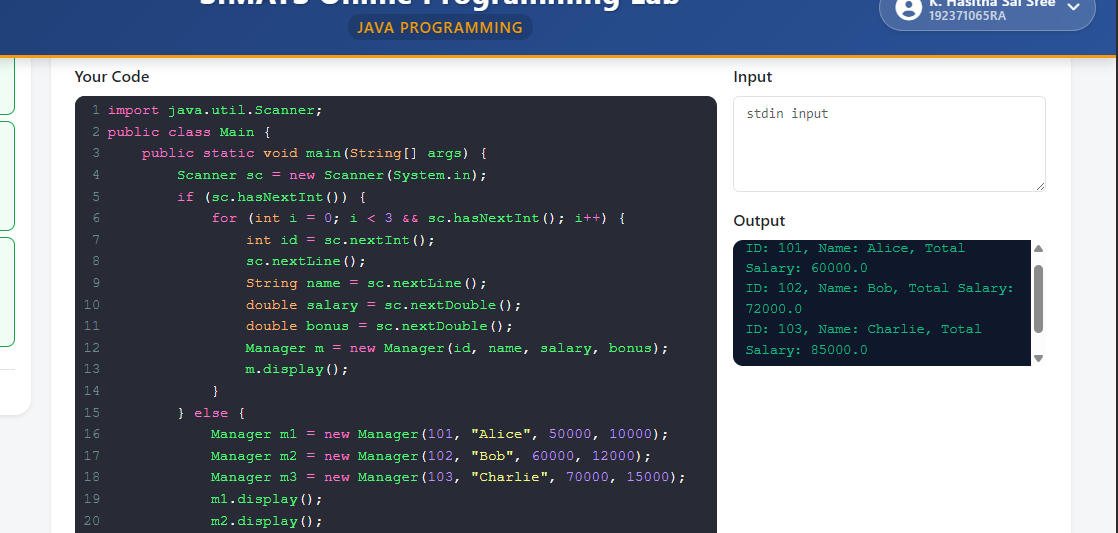 SIMATS Online Programming Lab
JAVA PROGRAMMING
K. Hasitha Sai Sree
192371065RA
Your Code
1 import java.util.Scanner;
2 public class Main {
3 public static void main(String[] args) {
4 Scanner sc = new Scanner(System.in);
5 if (sc.hasNextInt()) {
6 for (int i = 0; i < 3 && sc.hasNextInt(); i++) {
7 int id = sc.nextInt();
8 sc.nextLine();
9 String name = sc.nextLine();
10 double salary = sc.nextDouble();
11 double bonus = sc.nextDouble();
12 Manager m = new Manager(id, name, salary, bonus);
13 m.display();
14 }
15 } else {
16 Manager m1 = new Manager(101, "Alice", 50000, 10000);
17 Manager m2 = new Manager(102, "Bob", 60000, 12000);
18 Manager m3 = new Manager(103, "Charlie", 70000, 15000);
19 m1.display();
20 m2.display();
Input
stdin input
Output
ID: 101, Name: Alice, Total
Salary: 60000.0
ID: 102, Name: Bob, Total Salary:
72000.0
ID: 103, Name: Charlie, Total
Salary: 85000.0